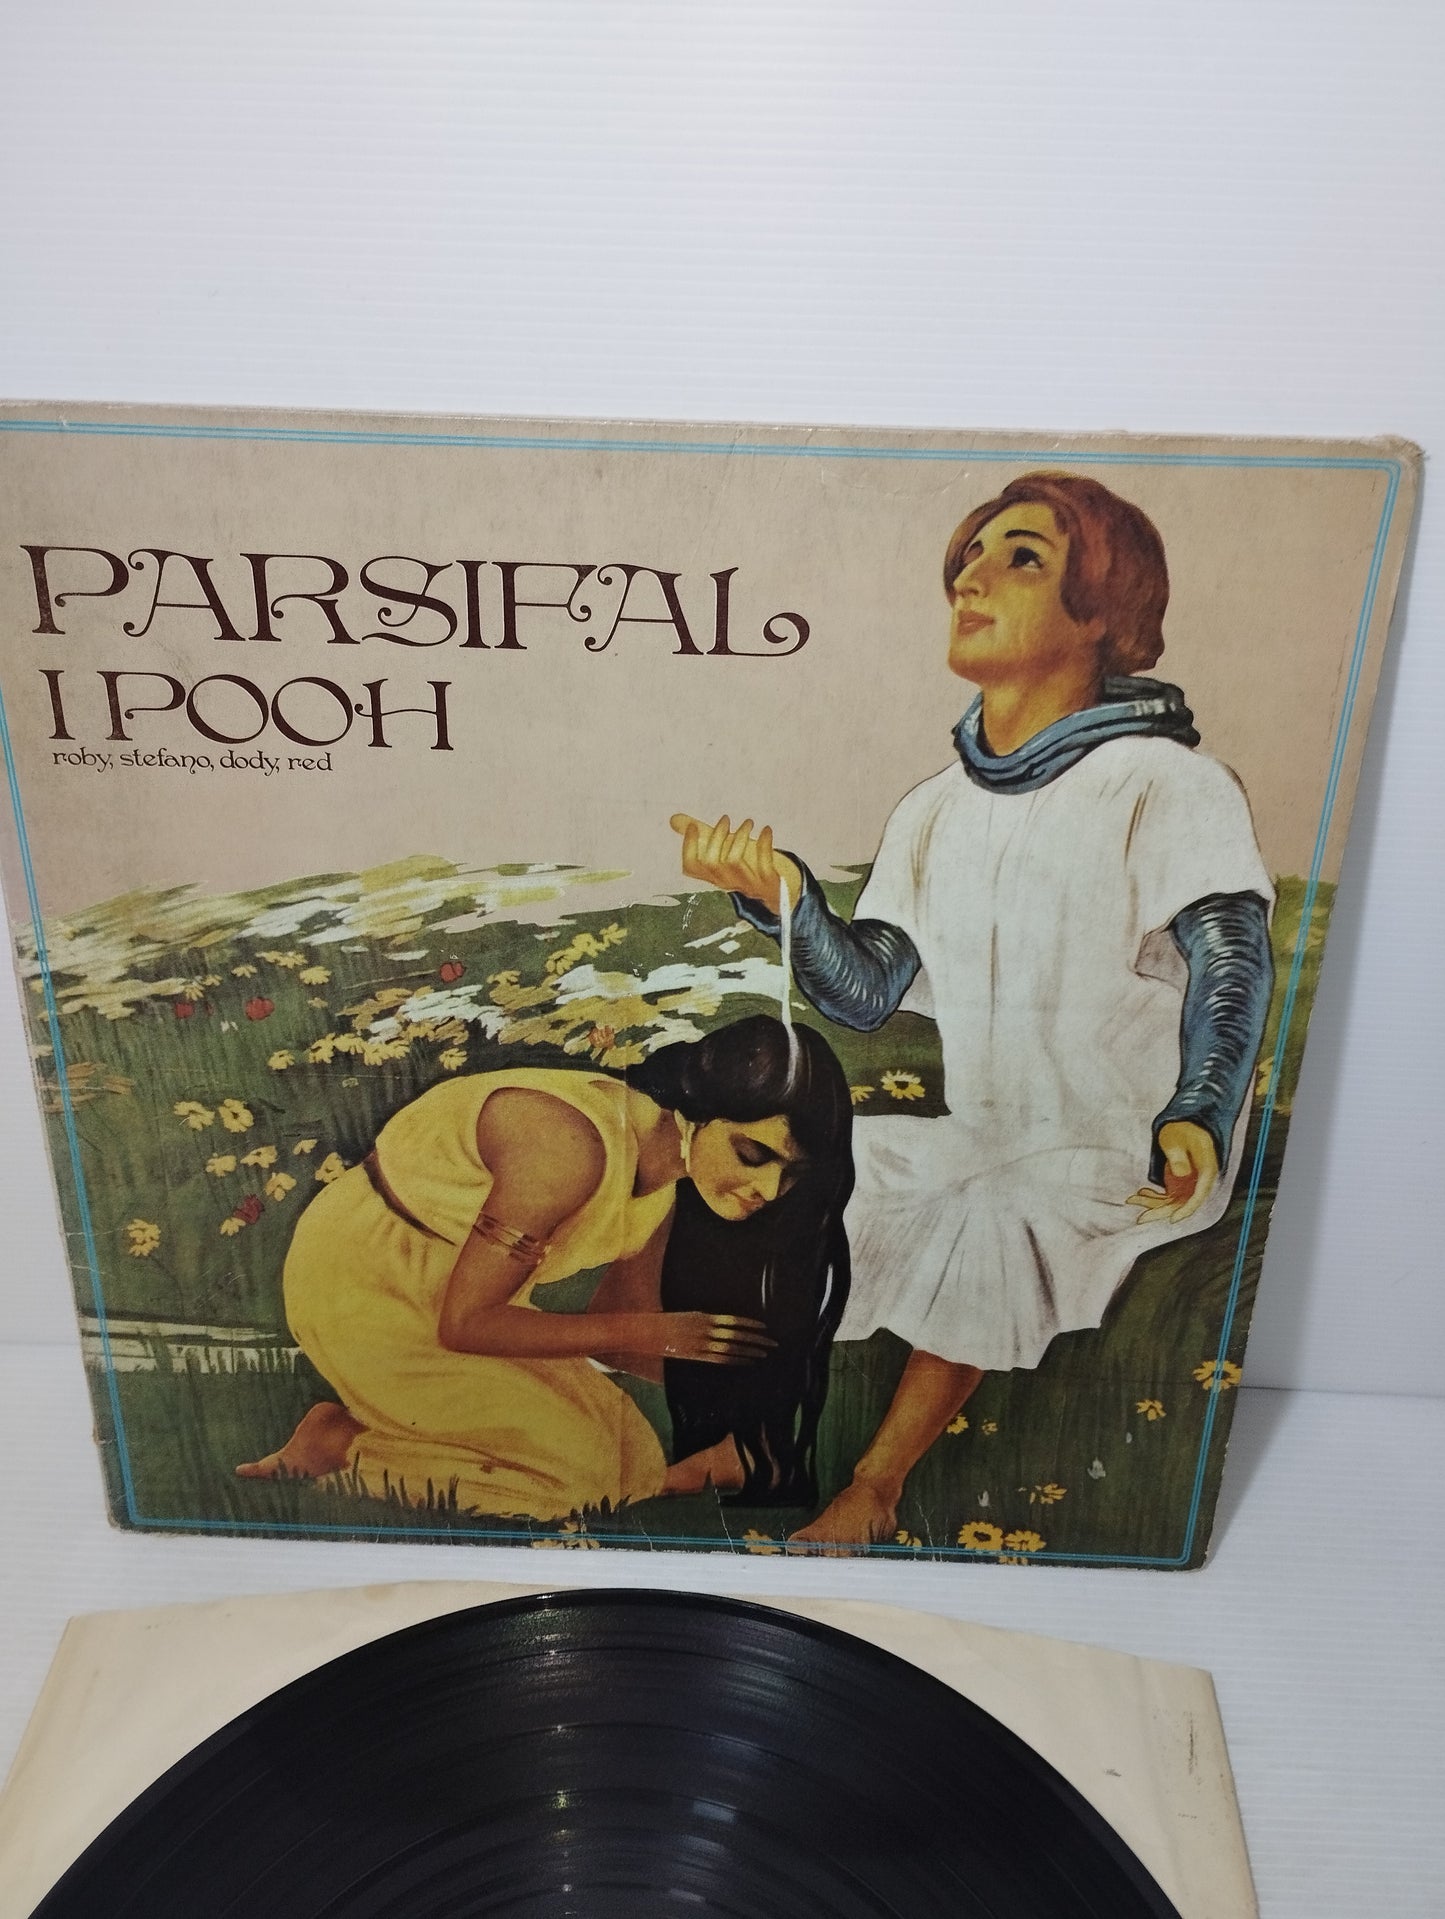 PARSIFAL
I POOH
roby, stefano, dody, red